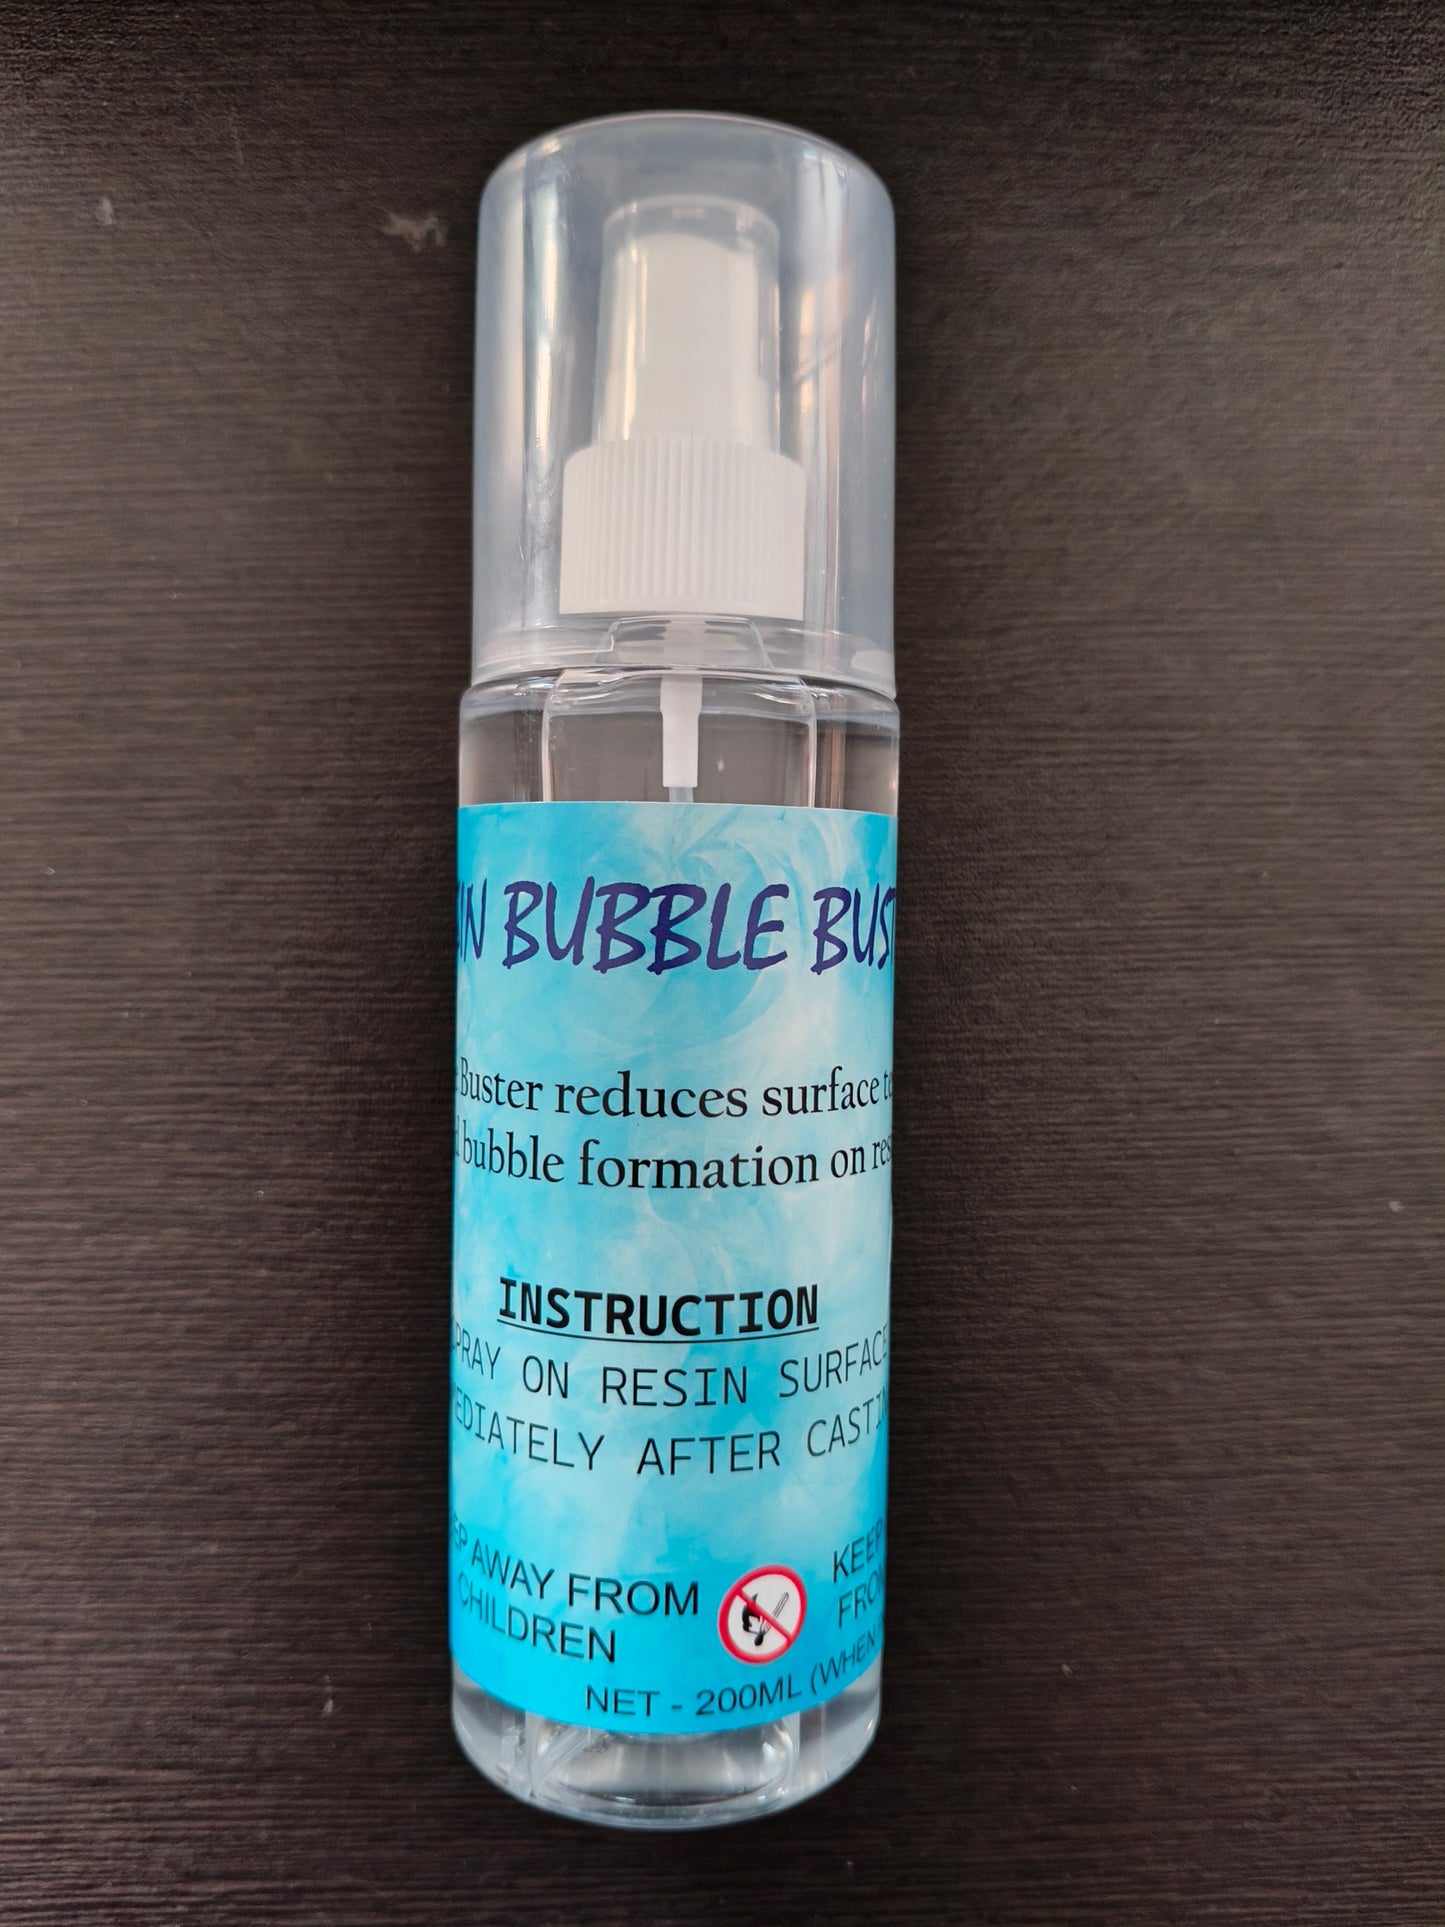 IN BUBBLE BUST
Buster reduces surface te
bubble formation on res
INSTRUCTION
PRAY ON RESIN SURFACE
EDIATELY AFTER CASTIN
EP AWAY FROM
CHILDREN
KEEP
FROM
NET - 200ML (WHEN